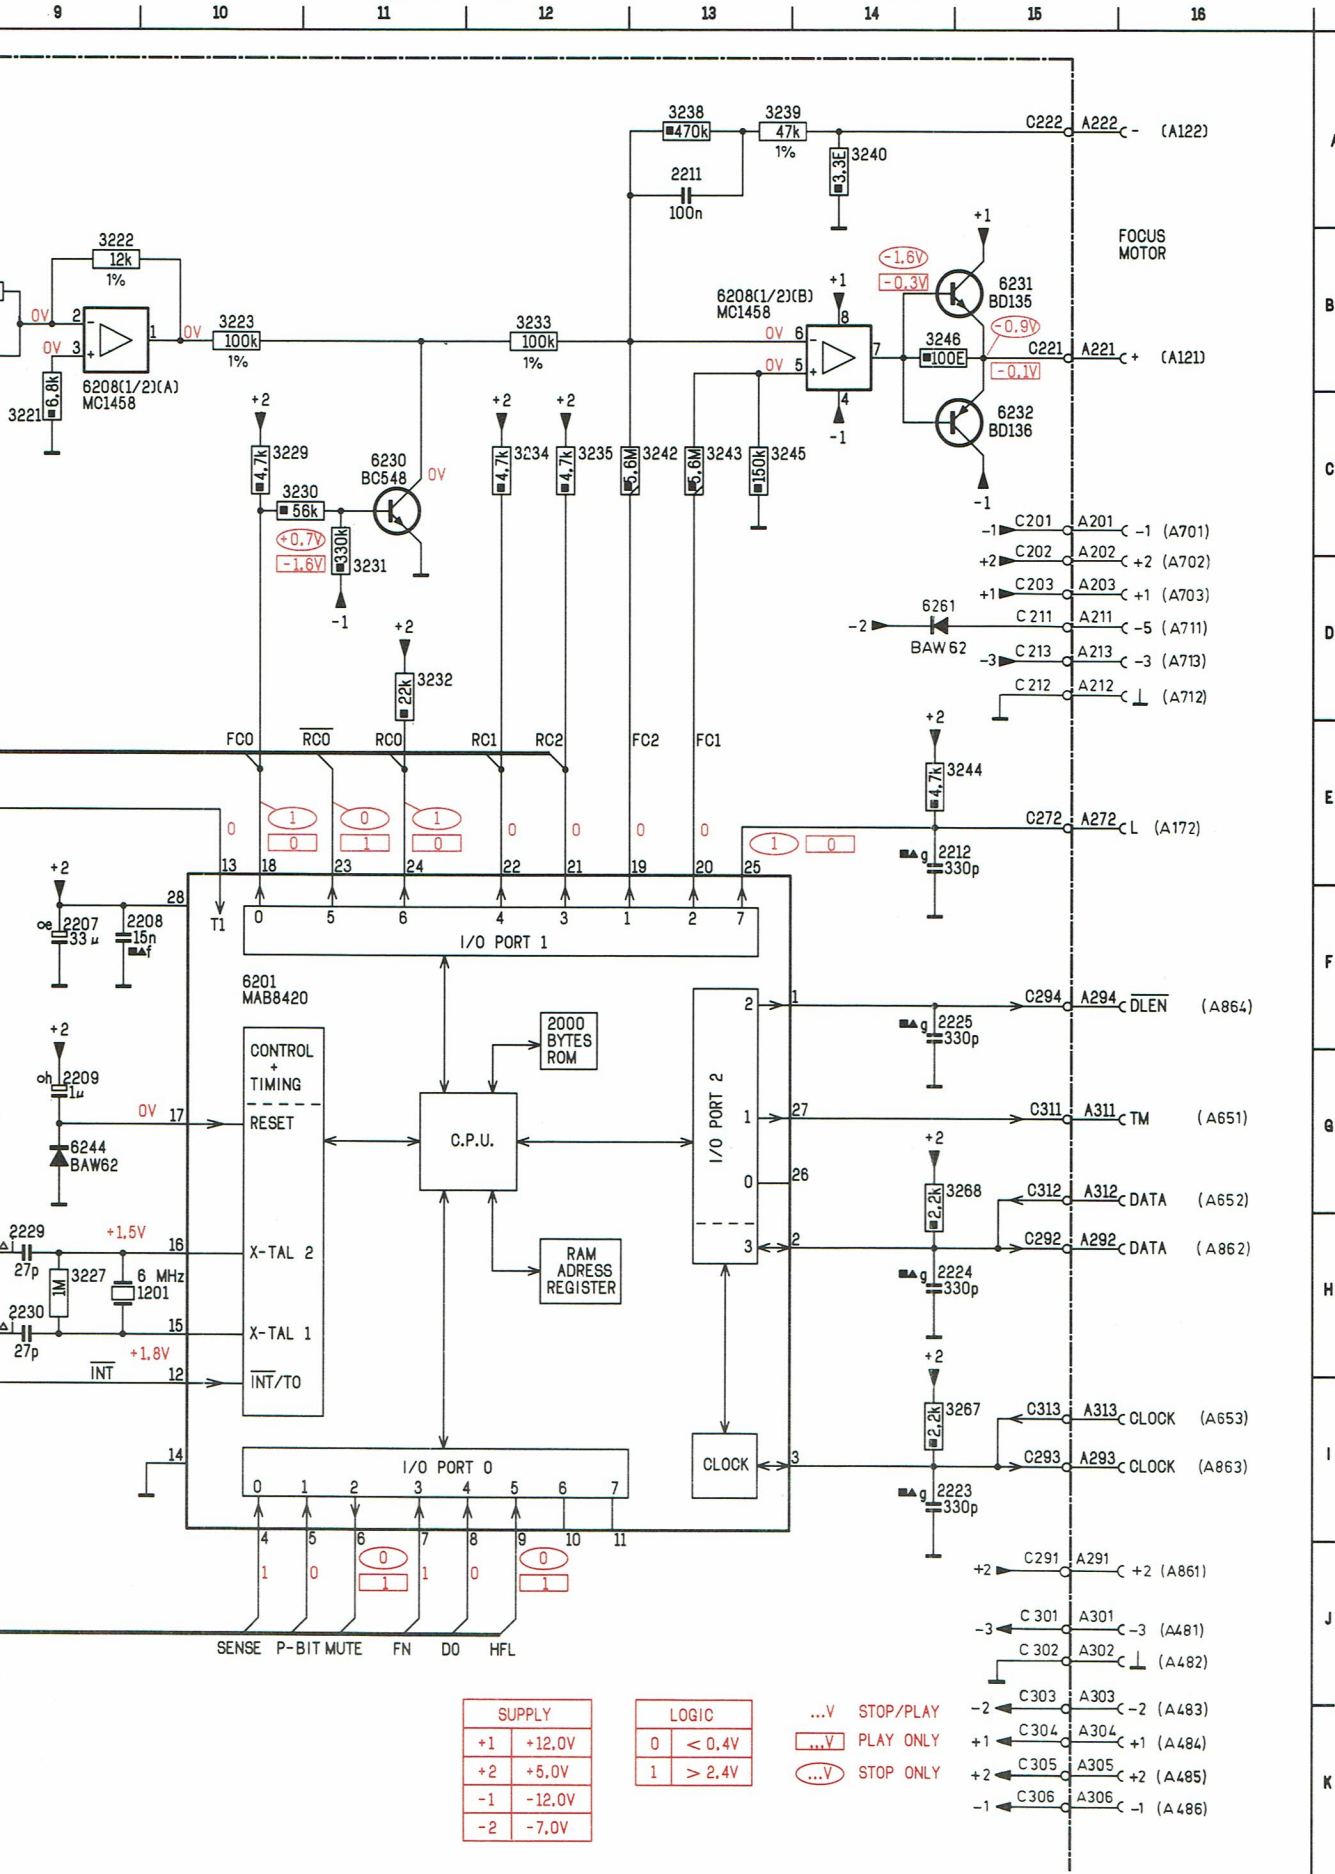 9 10 11 12 13 14 15 16
A
3238
■470k
3239
47k
1%
3240
■3.3E
2211
100n
C222 A222 - (A122)
+1
FOCUS
MOTOR
B
3222
12k
1%
-1.6V
-0.3V
6231
BD135
-0.9V
6208(1/2)(B)
MC1458
+1
8
0V 2 -
0V 3 +
1
0V
3223
100k
1%
3233
100k
1%
0V 6 -
0V 5 +
7
3246
■100E
C221 A221 + (A121)
-0.1V
3221
6.8k
6208(1/2)(A)
MC1458
4
-1
6232
BD136
-1
C
+2
3229
■4.7k
6230
BC548
0V
3230
■56k
+0.7V
-1.6V
■330k
3231
-1
+2
■4.7k
3234
+2
■4.7k
3235
■5.6M
3242
■5.6M
3243
■150k
3245
-1 C201 A201 -1 (A701)
+2 C202 A202 +2 (A702)
+1 C203 A203 +1 (A703)
D
-2 6261 C211 A211 -5 (A711)
BAW62
-3 C213 A213 -3 (A713)
C212 A212 ⊥ (A712)
+2
■22k
3232
FC0 RC0 RC0 RC1 RC2 FC2 FC1
+2
■4.7k
3244
E
0
1
0
0
1
1
0
0 0 0 0
1 0
C272 A272 L (A172)
■▲g 2212
330p
13 18 23 24 22 21 19 20 25
+2
28
oe 2207
33µ
2208
15n
■▲f
T1
0 5 6 4 3 1 2 7
I/O PORT 1
F
6201
MAB8420
2000
BYTES
ROM
2 1
C294 A294 DLEN (A864)
■▲g 2225
330p
+2
oh 2209
1µ
CONTROL
+
TIMING
RESET
0V 17
6244
BAW62
C.P.U.
I/O PORT 2
1 27
C311 A311 TM (A651)
G
+2
■2.2k
3268
0 26
C312 A312 DATA (A652)
3 2
C292 A292 DATA (A862)
■▲g 2224
330p
2229
27p
+1.5V 16 X-TAL 2
1M
3227
6 MHz
1201
RAM
ADRESS
REGISTER
H
2230
27p
15 X-TAL 1
+1.8V
INT 12 INT/TO
+2
■2.2k
3267
C313 A313 CLOCK (A653)
I
14
CLOCK 3
C293 A293 CLOCK (A863)
■▲g 2223
330p
I/O PORT 0
0 1 2 3 4 5 6 7
4 5 6 7 8 9 10 11
1 0
0
1
1 0
0
1
SENSE P-BIT MUTE FN DO HFL
+2 C291 A291 +2 (A861)
J
-3 C301 A301 -3 (A481)
C302 A302 ⊥ (A482)
-2 C303 A303 -2 (A483)
+1 C304 A304 +1 (A484)
+2 C305 A305 +2 (A485)
-1 C306 A306 -1 (A486)
K
SUPPLY
+1 +12.0V
+2 +5.0V
-1 -12.0V
-2 -7.0V
LOGIC
0 < 0.4V
1 > 2.4V
...V STOP/PLAY
...V PLAY ONLY
...V STOP ONLY